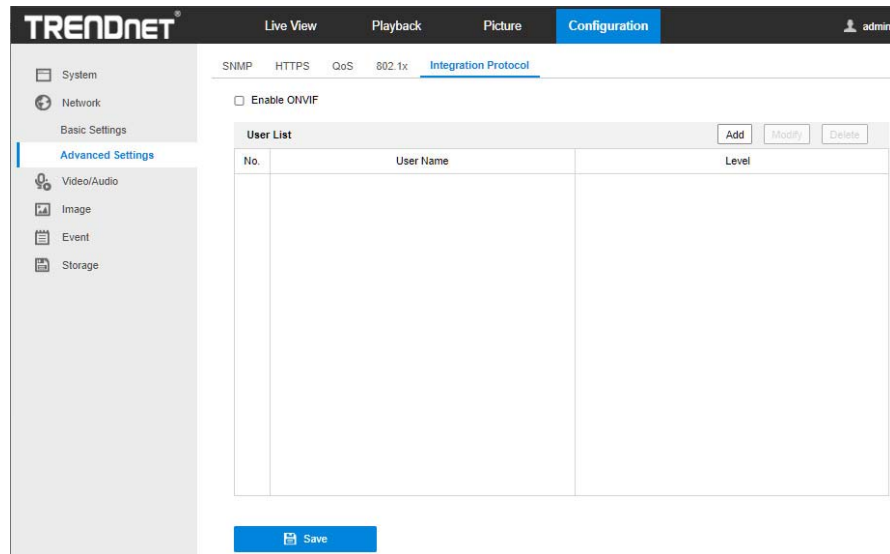 TRENDNET®
Live View Playback Picture Configuration admin
System
Network
Basic Settings
Advanced Settings
Video/Audio
Image
Event
Storage
SNMP HTTPS QoS 802.1x Integration Protocol
Enable ONVIF
User List Add Modify Delete
No. User Name Level
Save